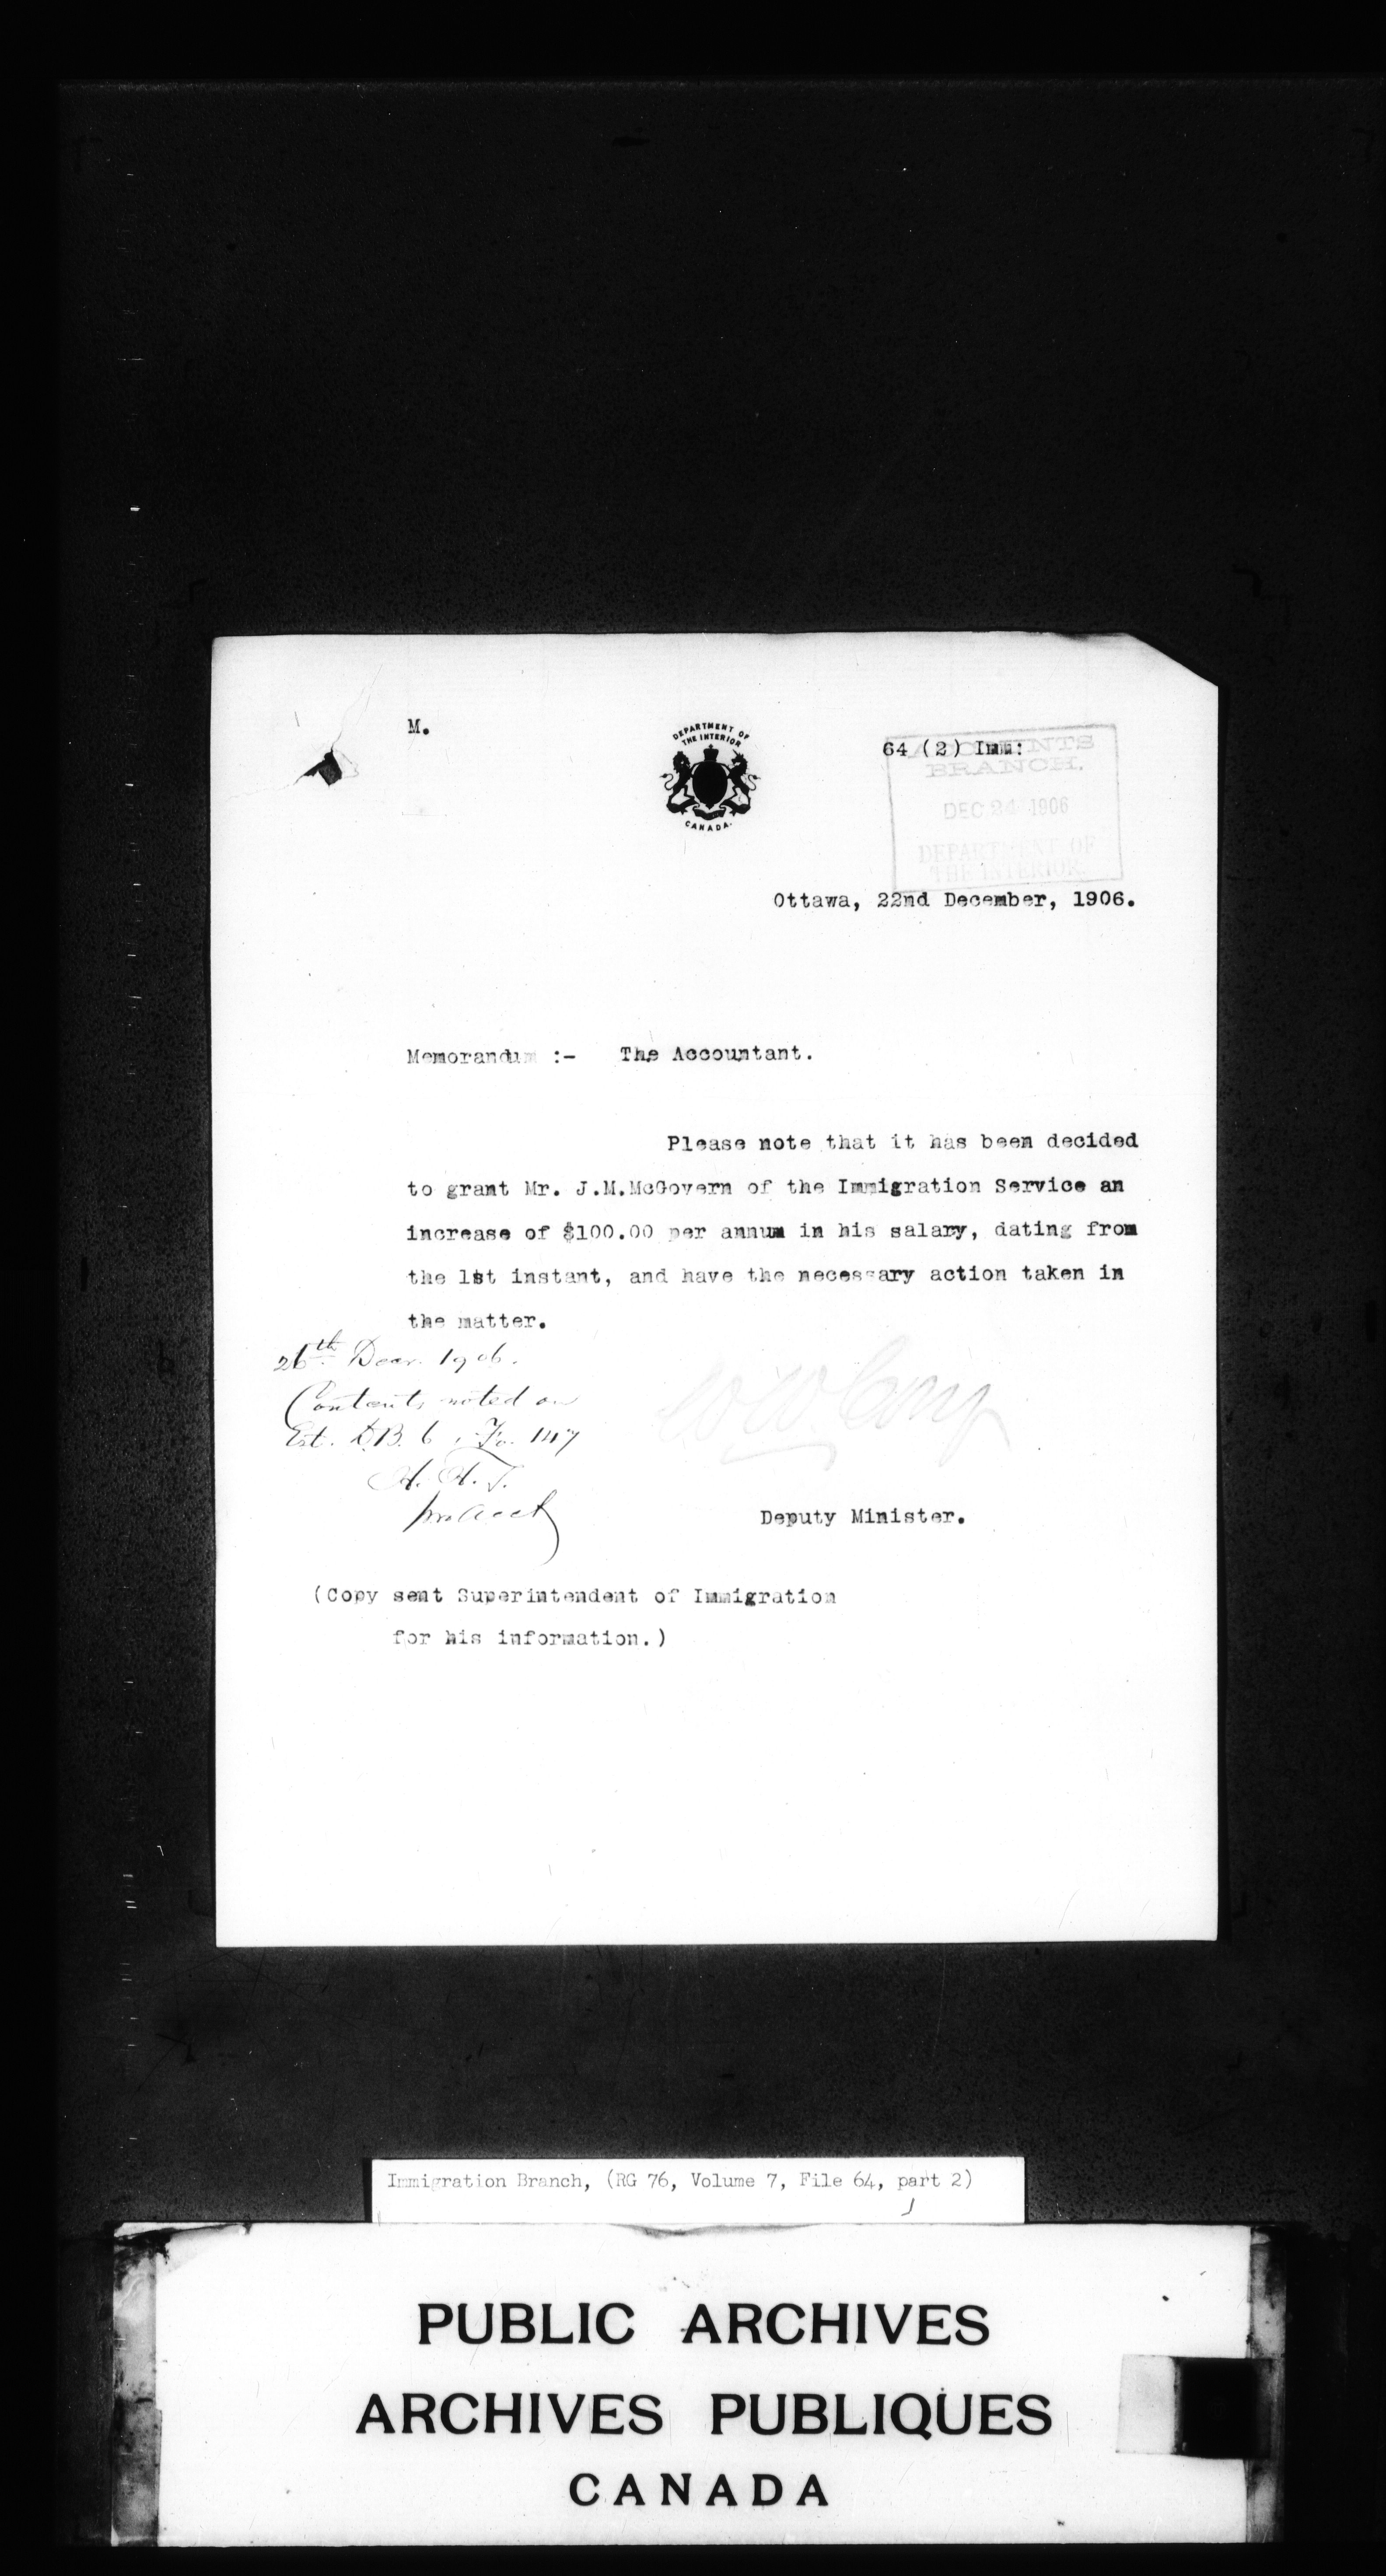 M.
DEPARTMENT OF
THE INTERIOR
CANADA.
64 (2) Imm:
ACCOUNTS
BRANCH.
DEC 24 1906
DEPARTMENT OF
THE INTERIOR.
Ottawa, 22nd December, 1906.
Memorandum :- The Accountant.
Please note that it has been decided
to grant Mr. J.M.McGovern of the Immigration Service an
increase of $100.00 per annum in his salary, dating from
the 1st instant, and have the necessary action taken in
the matter.
26th Decr. 1906.
Contents noted on
Est. D.B. 6, Fo. 147
H. H. T.
W W Cory
Deputy Minister.
(Copy sent Superintendent of Immigration
for his information.)
Immigration Branch, (RG 76, Volume 7, File 64, part 2)
PUBLIC ARCHIVES
ARCHIVES PUBLIQUES
CANADA